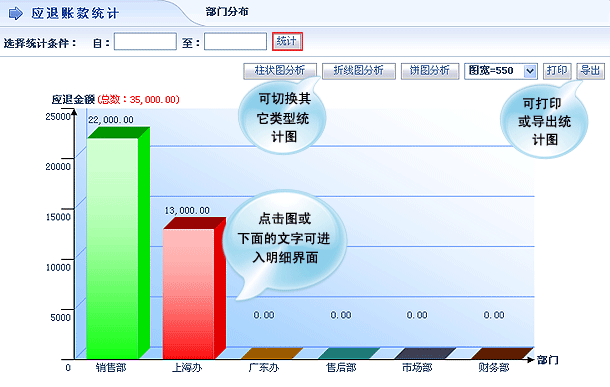 应退账款统计 部门分布
选择统计条件： 自： 至： 统计
柱状图分析 折线图分析 饼图分析 图宽=550 打印 导出
应退金额(总数：35,000.00)
可切换其
它类型统
计图
可打印
或导出统
计图
25000
22,000.00
20000
15000
13,000.00
点击图或
下面的文字可进
入明细界面
10000
5000
0.00 0.00 0.00 0.00
0
销售部 上海办 广东办 售后部 市场部 财务部 部门